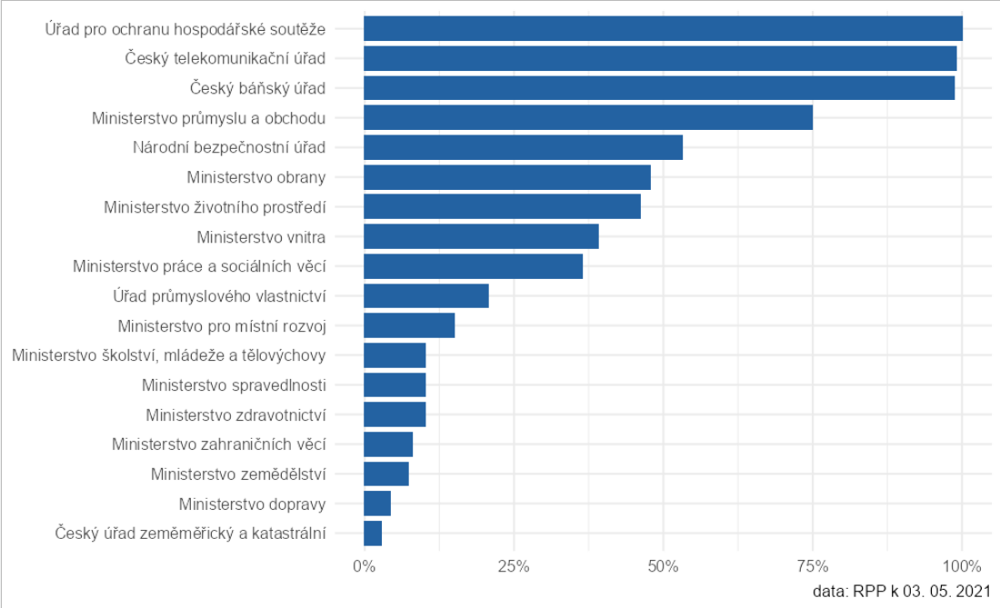 Úřad pro ochranu hospodářské soutěže
Český telekomunikační úřad
Český báňský úřad
Ministerstvo průmyslu a obchodu
Národní bezpečnostní úřad
Ministerstvo obrany
Ministerstvo životního prostředí
Ministerstvo vnitra
Ministerstvo práce a sociálních věcí
Úřad průmyslového vlastnictví
Ministerstvo pro místní rozvoj
Ministerstvo školství, mládeže a tělovýchovy
Ministerstvo spravedlnosti
Ministerstvo zdravotnictví
Ministerstvo zahraničních věcí
Ministerstvo zemědělství
Ministerstvo dopravy
Český úřad zeměměřický a katastrální
0% 25% 50% 75% 100%
data: RPP k 03. 05. 2021